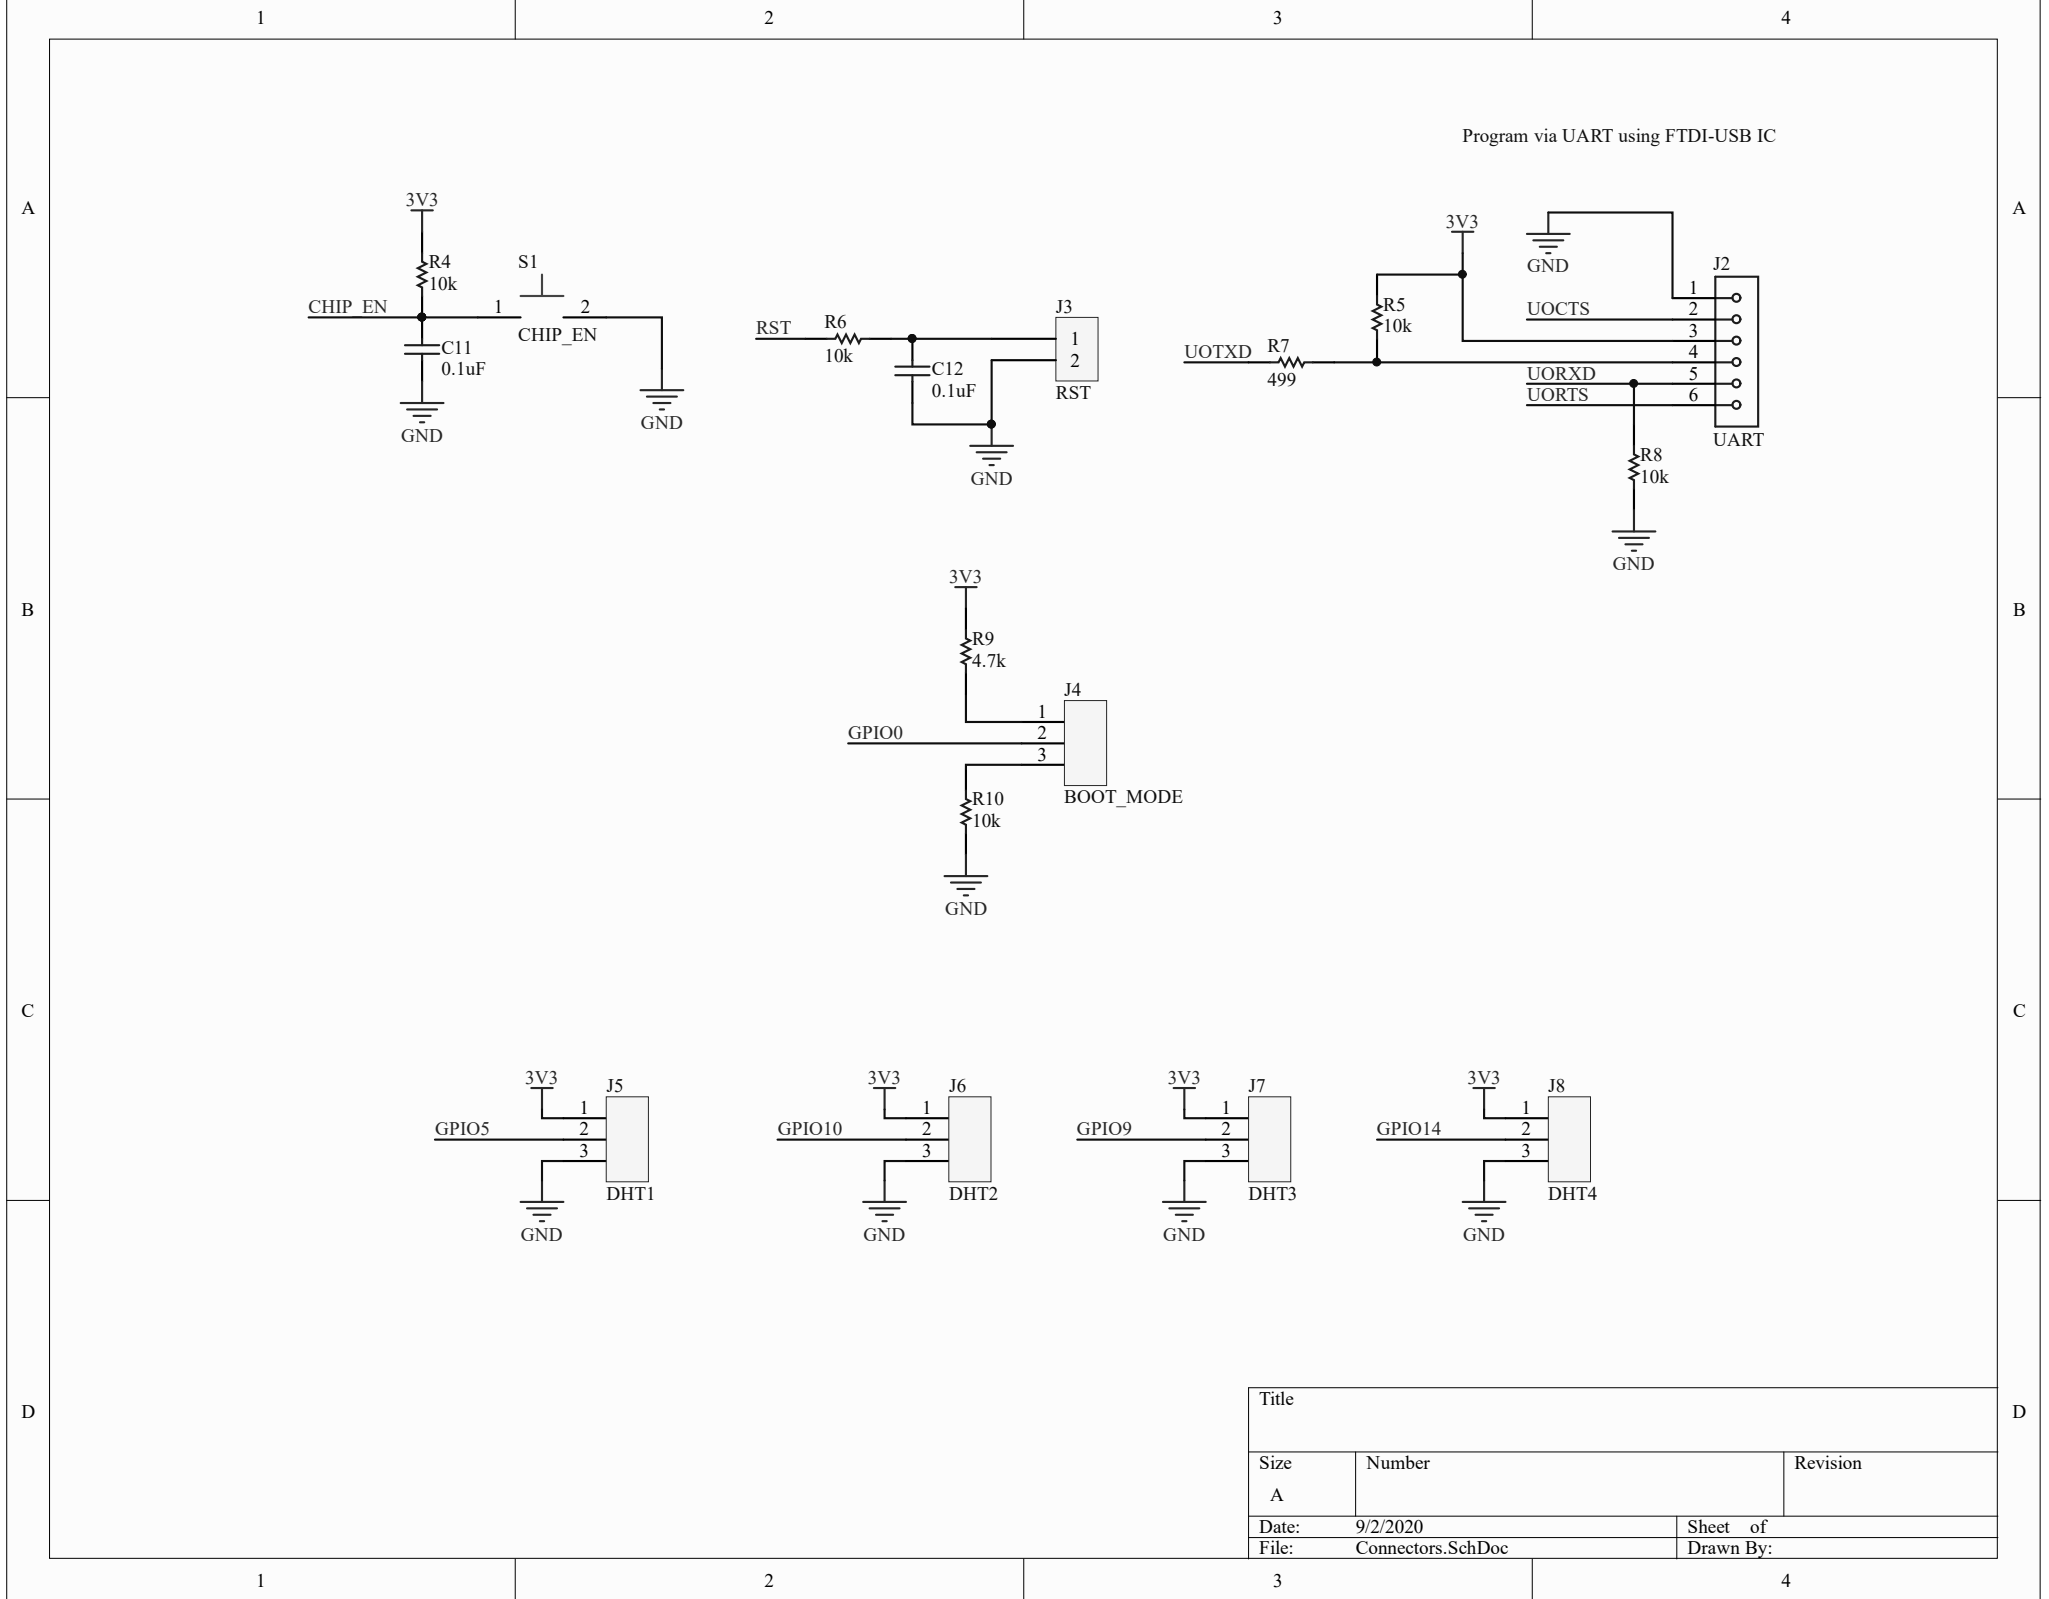 1 2 3 4
Program via UART using FTDI-USB IC
A A
3V3
R4
10k
S1
CHIP_EN 1 2
CHIP_EN
C11
0.1uF
GND
GND
RST R6
10k
C12
0.1uF
J3
1
2
RST
GND
3V3
GND
J2
R5
10k
UOTXD R7
499
1
UOCTS 2
3
4
UORXD 5
UORTS 6
UART
R8
10k
GND
B B
3V3
R9
4.7k
J4
1
GPIO0 2
3
R10
10k
BOOT_MODE
GND
C C
3V3 J5
1
GPIO5 2
3
DHT1
GND
3V3 J6
1
GPIO10 2
3
DHT2
GND
3V3 J7
1
GPIO9 2
3
DHT3
GND
3V3 J8
1
GPIO14 2
3
DHT4
GND
D D
Title
Size Number Revision
A
Date: 9/2/2020 Sheet of
File: Connectors.SchDoc Drawn By:
1 2 3 4